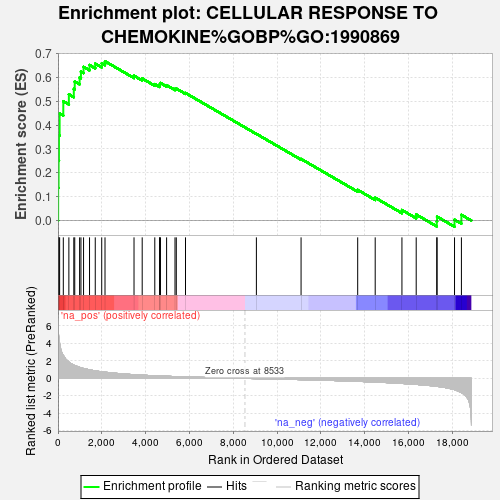 Enrichment plot: CELLULAR RESPONSE TO
CHEMOKINE%GOBP%GO:1990869
Enrichment score (ES)
0.7
0.6
0.5
0.4
0.3
0.2
0.1
0.0
Ranked list metric (PreRanked)
6
4
2
0
-2
-4
-6
'na_pos' (positively correlated)
Zero cross at 8533
'na_neg' (negatively correlated)
0 2,000 4,000 6,000 8,000 10,000 12,000 14,000 16,000 18,000
Rank in Ordered Dataset
Enrichment profile Hits Ranking metric scores